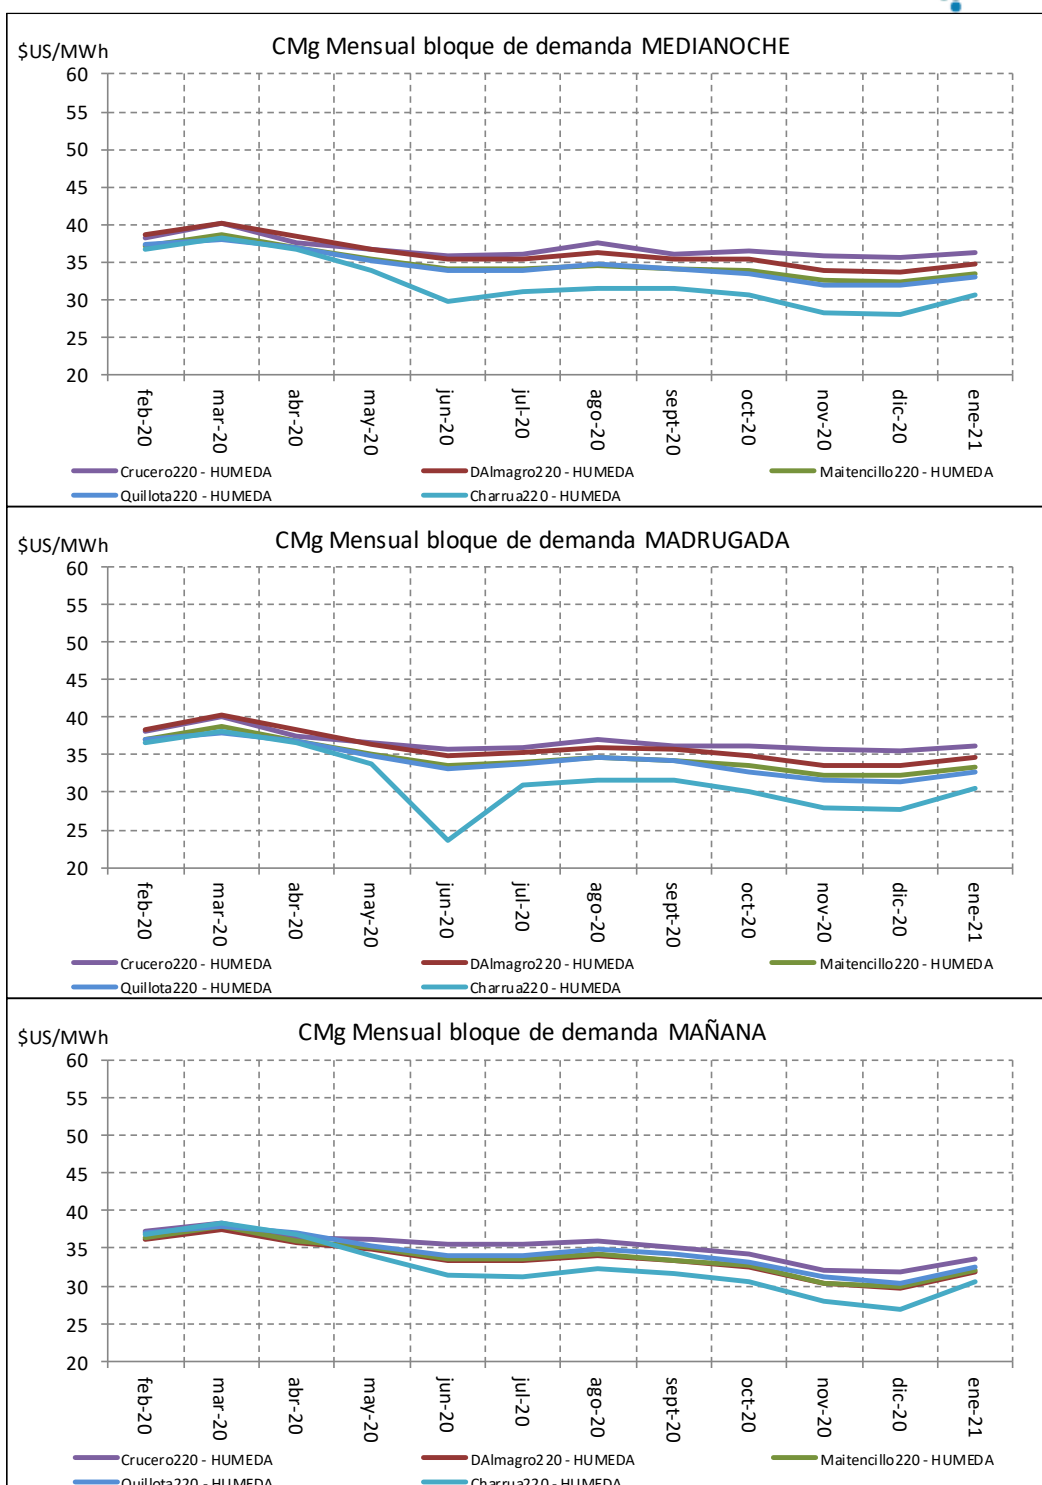 $US/MWh
CMg Mensual bloque de demanda MEDIANOCHE
60
55
50
45
40
35
30
25
20
feb-20 mar-20 abr-20 may-20 jun-20 jul-20 ago-20 sept-20 oct-20 nov-20 dic-20 ene-21
Crucero220 - HUMEDA DAlmagro220 - HUMEDA Maitencillo220 - HUMEDA
Quillota220 - HUMEDA Charrua220 - HUMEDA
$US/MWh
CMg Mensual bloque de demanda MADRUGADA
60
55
50
45
40
35
30
25
20
feb-20 mar-20 abr-20 may-20 jun-20 jul-20 ago-20 sept-20 oct-20 nov-20 dic-20 ene-21
Crucero220 - HUMEDA DAlmagro220 - HUMEDA Maitencillo220 - HUMEDA
Quillota220 - HUMEDA Charrua220 - HUMEDA
$US/MWh
CMg Mensual bloque de demanda MAÑANA
60
55
50
45
40
35
30
25
20
feb-20 mar-20 abr-20 may-20 jun-20 jul-20 ago-20 sept-20 oct-20 nov-20 dic-20 ene-21
Crucero220 - HUMEDA DAlmagro220 - HUMEDA Maitencillo220 - HUMEDA
Quillota220 - HUMEDA Charrua220 - HUMEDA